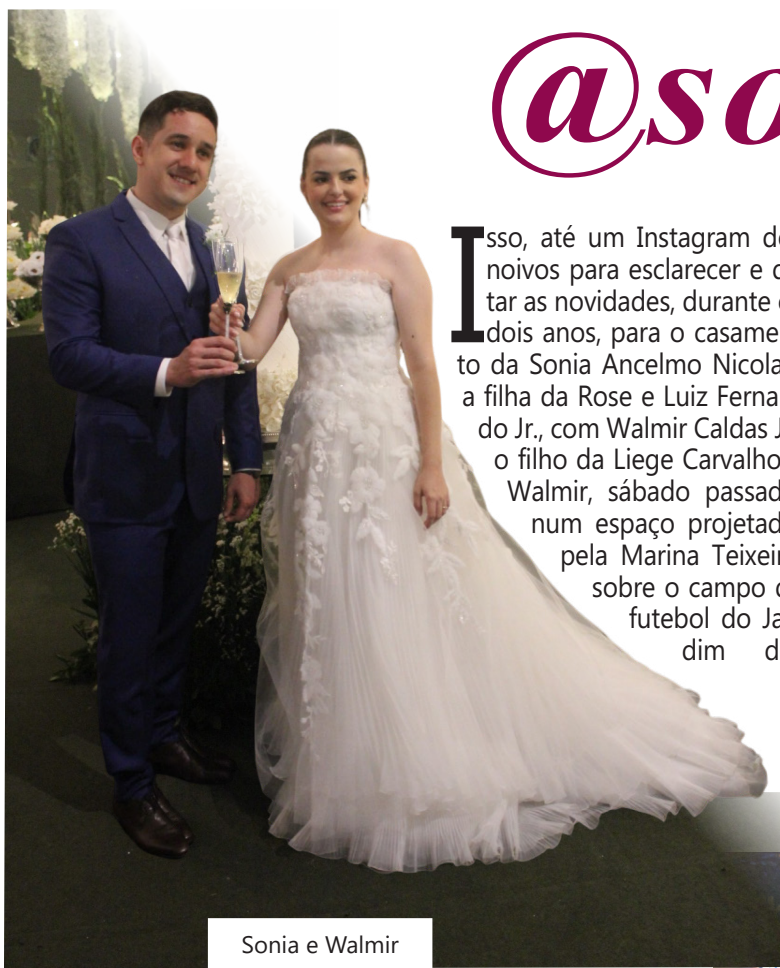 @so
Isso, até um Instagram d
noivos para esclarecer e
tar as novidades, durante
dois anos, para o casame
to da Sonia Ancelmo Nicola
a filha da Rose e Luiz Ferna
do Jr., com Walmir Caldas J
o filho da Liege Carvalho
Walmir, sábado passad
num espaço projetad
pela Marina Teixeir
sobre o campo
futebol do Ja
dim d
Sonia e Walmir